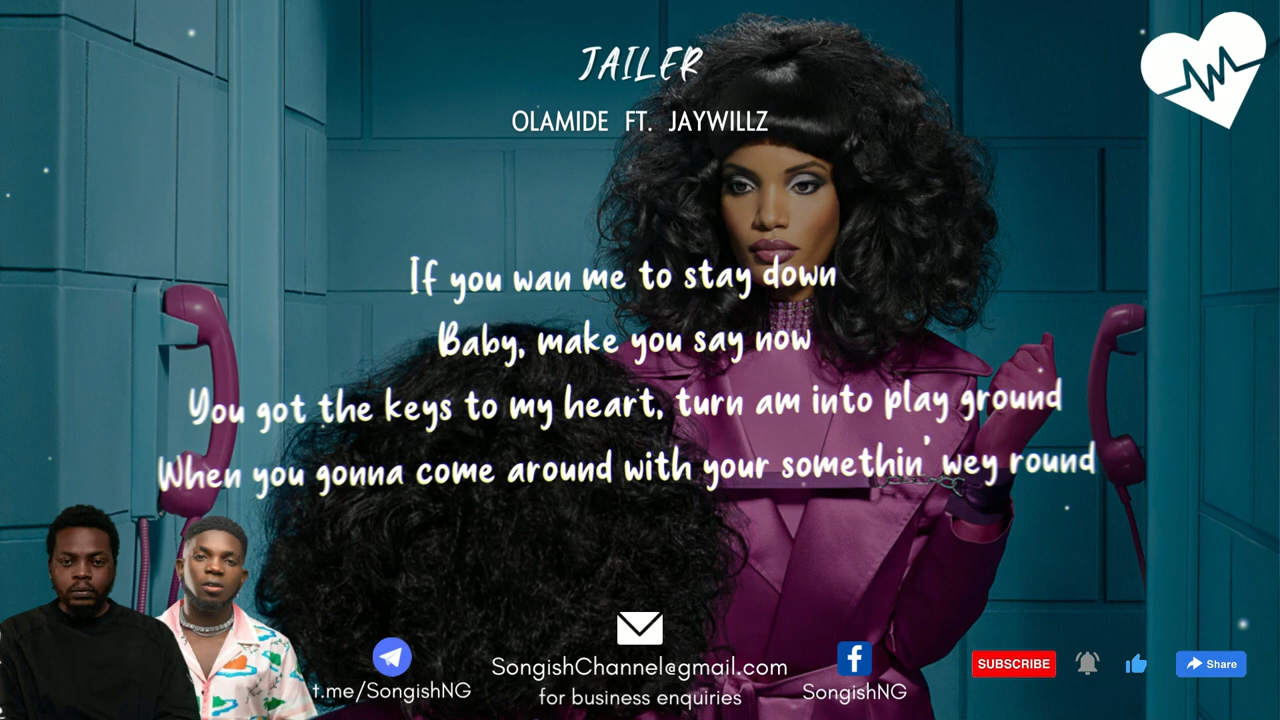 JAILER
OLAMIDE FT. JAYWILLZ
If you wan me to stay down
Baby, make you say now
You got the keys to my heart, turn am into play ground
When you gonna come around with your somethin' wey round
t.me/SongishNG
SongishChannel@gmail.com
for business enquiries
SongishNG
SUBSCRIBE
Share